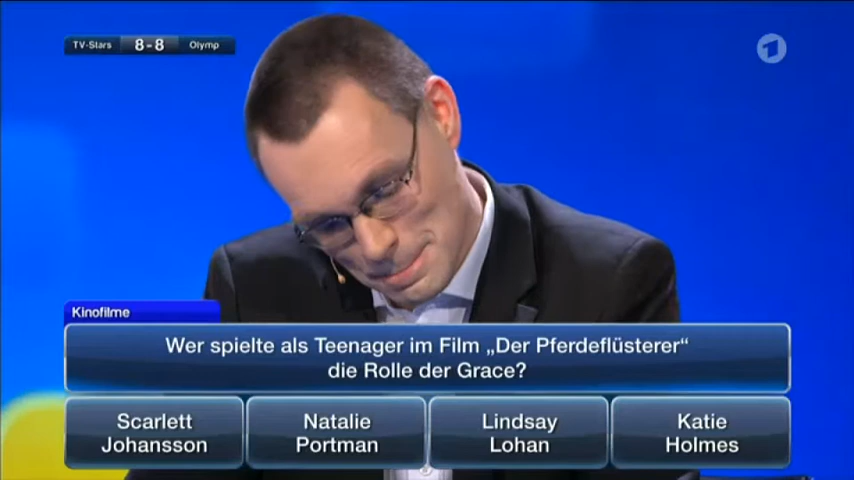 TV-Stars 8-8 Olymp
1
Kinofilme
Wer spielte als Teenager im Film „Der Pferdeflüsterer“
die Rolle der Grace?
Scarlett
Johansson
Natalie
Portman
Lindsay
Lohan
Katie
Holmes